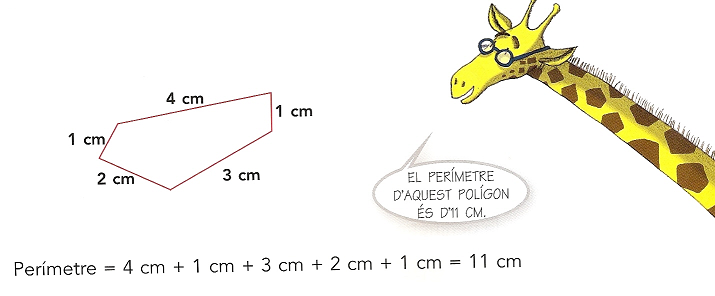 4 cm
1 cm
1 cm
2 cm
3 cm
EL PERÍMETRE
D'AQUEST POLÍGON
ÉS D'11 CM.
Perímetre = 4 cm + 1 cm + 3 cm + 2 cm + 1 cm = 11 cm